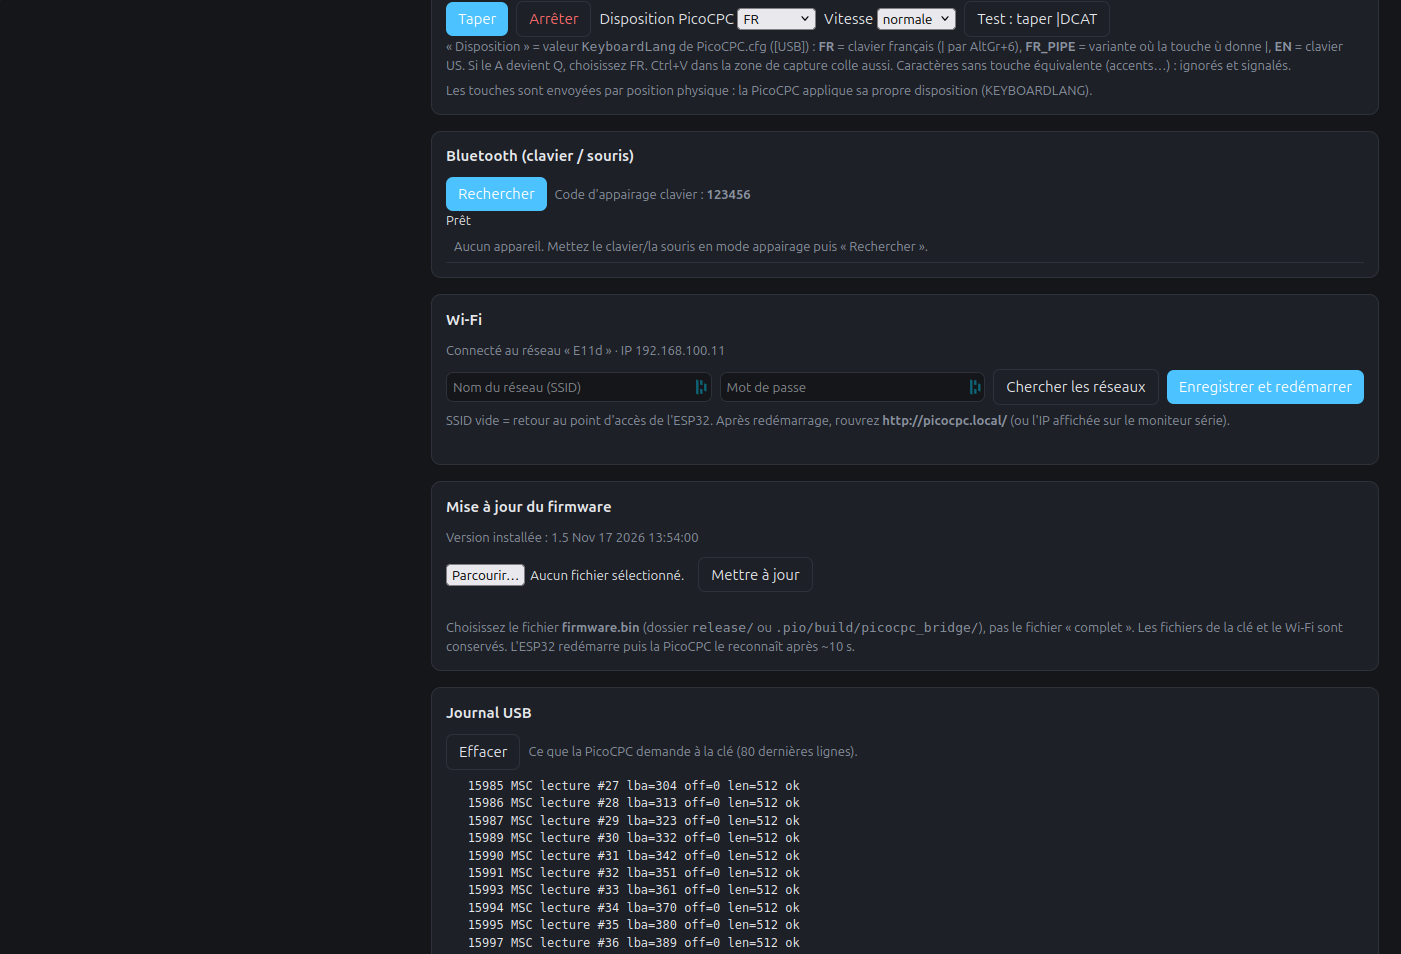 Taper Arrêter Disposition PicoCPC FR Vitesse normale Test : taper |DCAT
« Disposition » = valeur KeyboardLang de PicoCPC.cfg ([USB]) : FR = clavier français (| par AltGr+6), FR_PIPE = variante où la touche ù donne |, EN = clavier
US. Si le A devient Q, choisissez FR. Ctrl+V dans la zone de capture colle aussi. Caractères sans touche équivalente (accents…) : ignorés et signalés.
Les touches sont envoyées par position physique : la PicoCPC applique sa propre disposition (KEYBOARDLANG).
Bluetooth (clavier / souris)
Rechercher Code d'appairage clavier : 123456
Prêt
Aucun appareil. Mettez le clavier/la souris en mode appairage puis « Rechercher ».
Wi-Fi
Connecté au réseau « E11d » · IP 192.168.100.11
Nom du réseau (SSID) Mot de passe Chercher les réseaux Enregistrer et redémarrer
SSID vide = retour au point d'accès de l'ESP32. Après redémarrage, rouvrez http://picocpc.local/ (ou l'IP affichée sur le moniteur série).
Mise à jour du firmware
Version installée : 1.5 Nov 17 2026 13:54:00
Parcourir… Aucun fichier sélectionné. Mettre à jour
Choisissez le fichier firmware.bin (dossier release/ ou .pio/build/picocpc_bridge/), pas le fichier « complet ». Les fichiers de la clé et le Wi-Fi sont
conservés. L'ESP32 redémarre puis la PicoCPC le reconnaît après ~10 s.
Journal USB
Effacer Ce que la PicoCPC demande à la clé (80 dernières lignes).
15985 MSC lecture #27 lba=304 off=0 len=512 ok
15986 MSC lecture #28 lba=313 off=0 len=512 ok
15987 MSC lecture #29 lba=323 off=0 len=512 ok
15989 MSC lecture #30 lba=332 off=0 len=512 ok
15990 MSC lecture #31 lba=342 off=0 len=512 ok
15991 MSC lecture #32 lba=351 off=0 len=512 ok
15993 MSC lecture #33 lba=361 off=0 len=512 ok
15994 MSC lecture #34 lba=370 off=0 len=512 ok
15995 MSC lecture #35 lba=380 off=0 len=512 ok
15997 MSC lecture #36 lba=389 off=0 len=512 ok